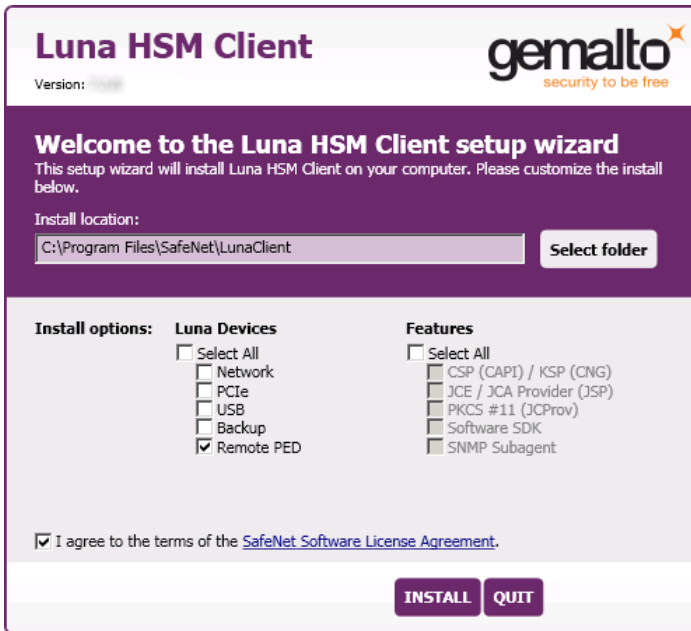 Luna HSM Client
gemalto
security to be free
Version:
Welcome to the Luna HSM Client setup wizard
This setup wizard will install Luna HSM Client on your computer. Please customize the install
below.
Install location:
C:\Program Files\SafeNet\LunaClient
Select folder
Install options:
Luna Devices
Select All
Network
PCIe
USB
Backup
Remote PED
Features
Select All
CSP (CAPI) / KSP (CNG)
JCE / JCA Provider (JSP)
PKCS #11 (JCProv)
Software SDK
SNMP Subagent
I agree to the terms of the SafeNet Software License Agreement.
INSTALL
QUIT